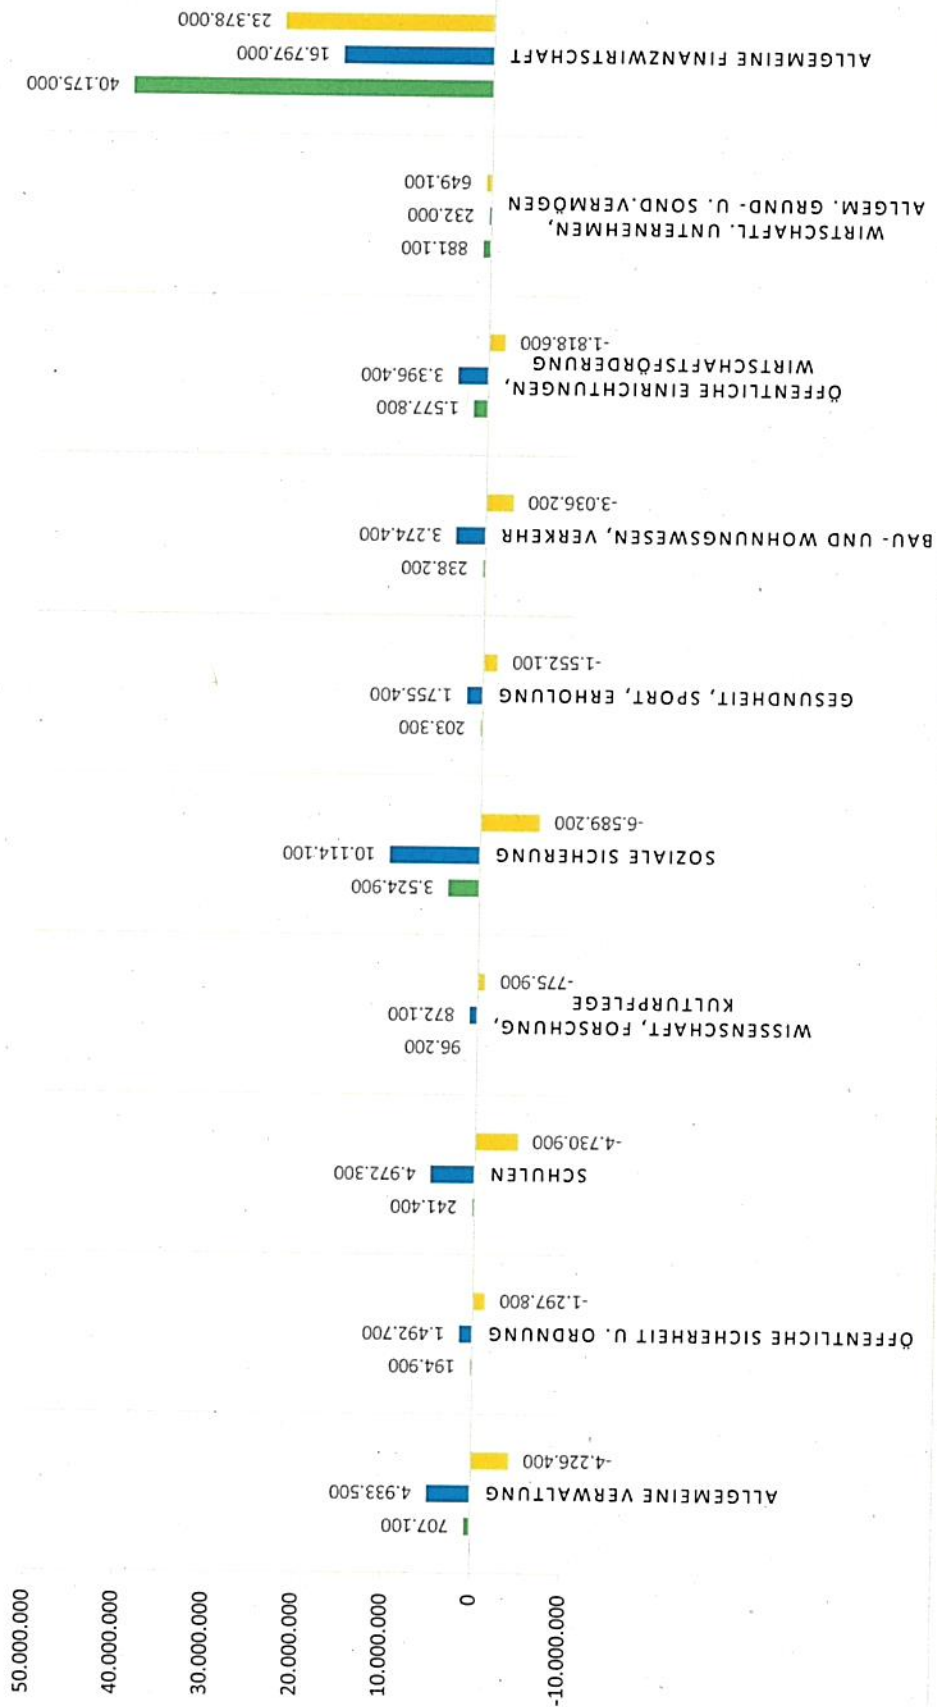 50.000.000
40.000.000
30.000.000
20.000.000
10.000.000
0
-10.000.000
707.100
4.933.500
-4.226.400
ALLGEMEINE VERWALTUNG
194.900
1.492.700
-1.297.800
ÖFFENTLICHE SICHERHEIT U. ORDNUNG
241.400
4.972.300
-4.730.900
SCHULEN
96.200
872.100
-775.900
WISSENSCHAFT, FORSCHUNG,
KULTURPFLEGE
3.524.900
10.114.100
-6.589.200
SOZIALE SICHERUNG
203.300
1.755.400
-1.552.100
GESUNDHEIT, SPORT, ERHOLUNG
238.200
3.274.400
-3.036.200
BAU- UND WOHNUNGSWESEN, VERKEHR
1.577.800
3.396.400
-1.818.600
ÖFFENTLICHE EINRICHTUNGEN,
WIRTSCHAFTSFÖRDERUNG
881.100
232.000
649.100
WIRTSCHAFTL. UNTERNEHMEN,
ALLGEM. GRUND- U. SOND.VERMÖGEN
40.175.000
16.797.000
23.378.000
ALLGEMEINE FINANZWIRTSCHAFT